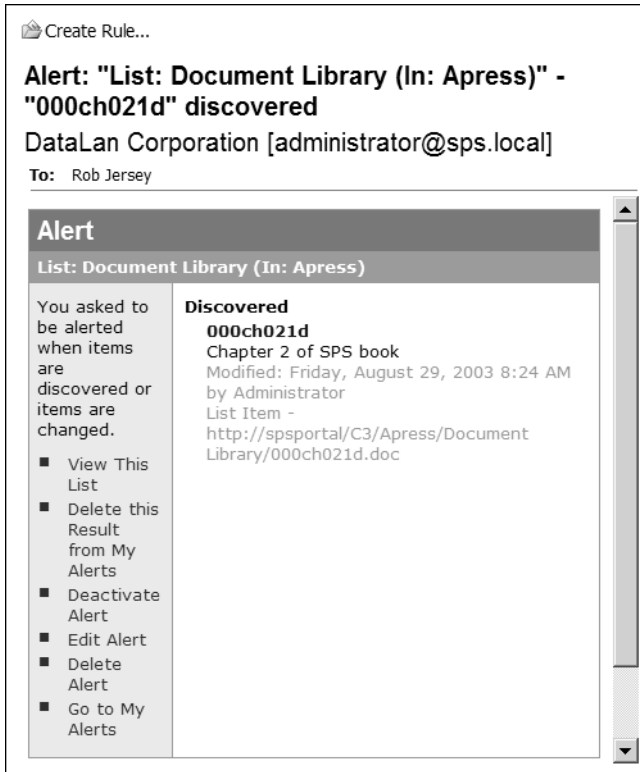 Create Rule...
Alert: "List: Document Library (In: Apress)" -
"000ch021d" discovered
DataLan Corporation [administrator@sps.local]
To: Rob Jersey
Alert
List: Document Library (In: Apress)
You asked to
be alerted
when items
are
discovered or
items are
changed.
View This
List
Delete this
Result
from My
Alerts
Deactivate
Alert
Edit Alert
Delete
Alert
Go to My
Alerts
Discovered
000ch021d
Chapter 2 of SPS book
Modified: Friday, August 29, 2003 8:24 AM
by Administrator
List Item -
http://spsportal/C3/Apress/Document
Library/000ch021d.doc